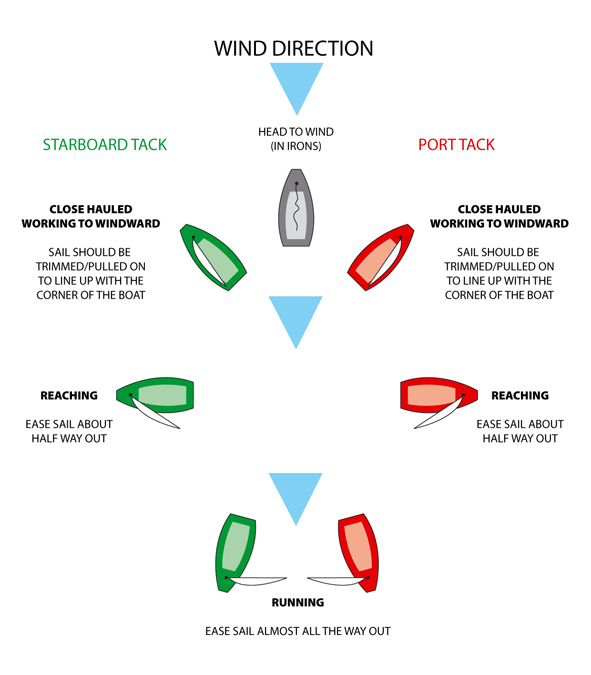 WIND DIRECTION
HEAD TO WIND
(IN IRONS)
STARBOARD TACK
PORT TACK
CLOSE HAULED
WORKING TO WINDWARD
SAIL SHOULD BE
TRIMMED/PULLED ON
TO LINE UP WITH THE
CORNER OF THE BOAT
CLOSE HAULED
WORKING TO WINDWARD
SAIL SHOULD BE
TRIMMED/PULLED ON
TO LINE UP WITH THE
CORNER OF THE BOAT
REACHING
EASE SAIL ABOUT
HALF WAY OUT
REACHING
EASE SAIL ABOUT
HALF WAY OUT
RUNNING
EASE SAIL ALMOST ALL THE WAY OUT